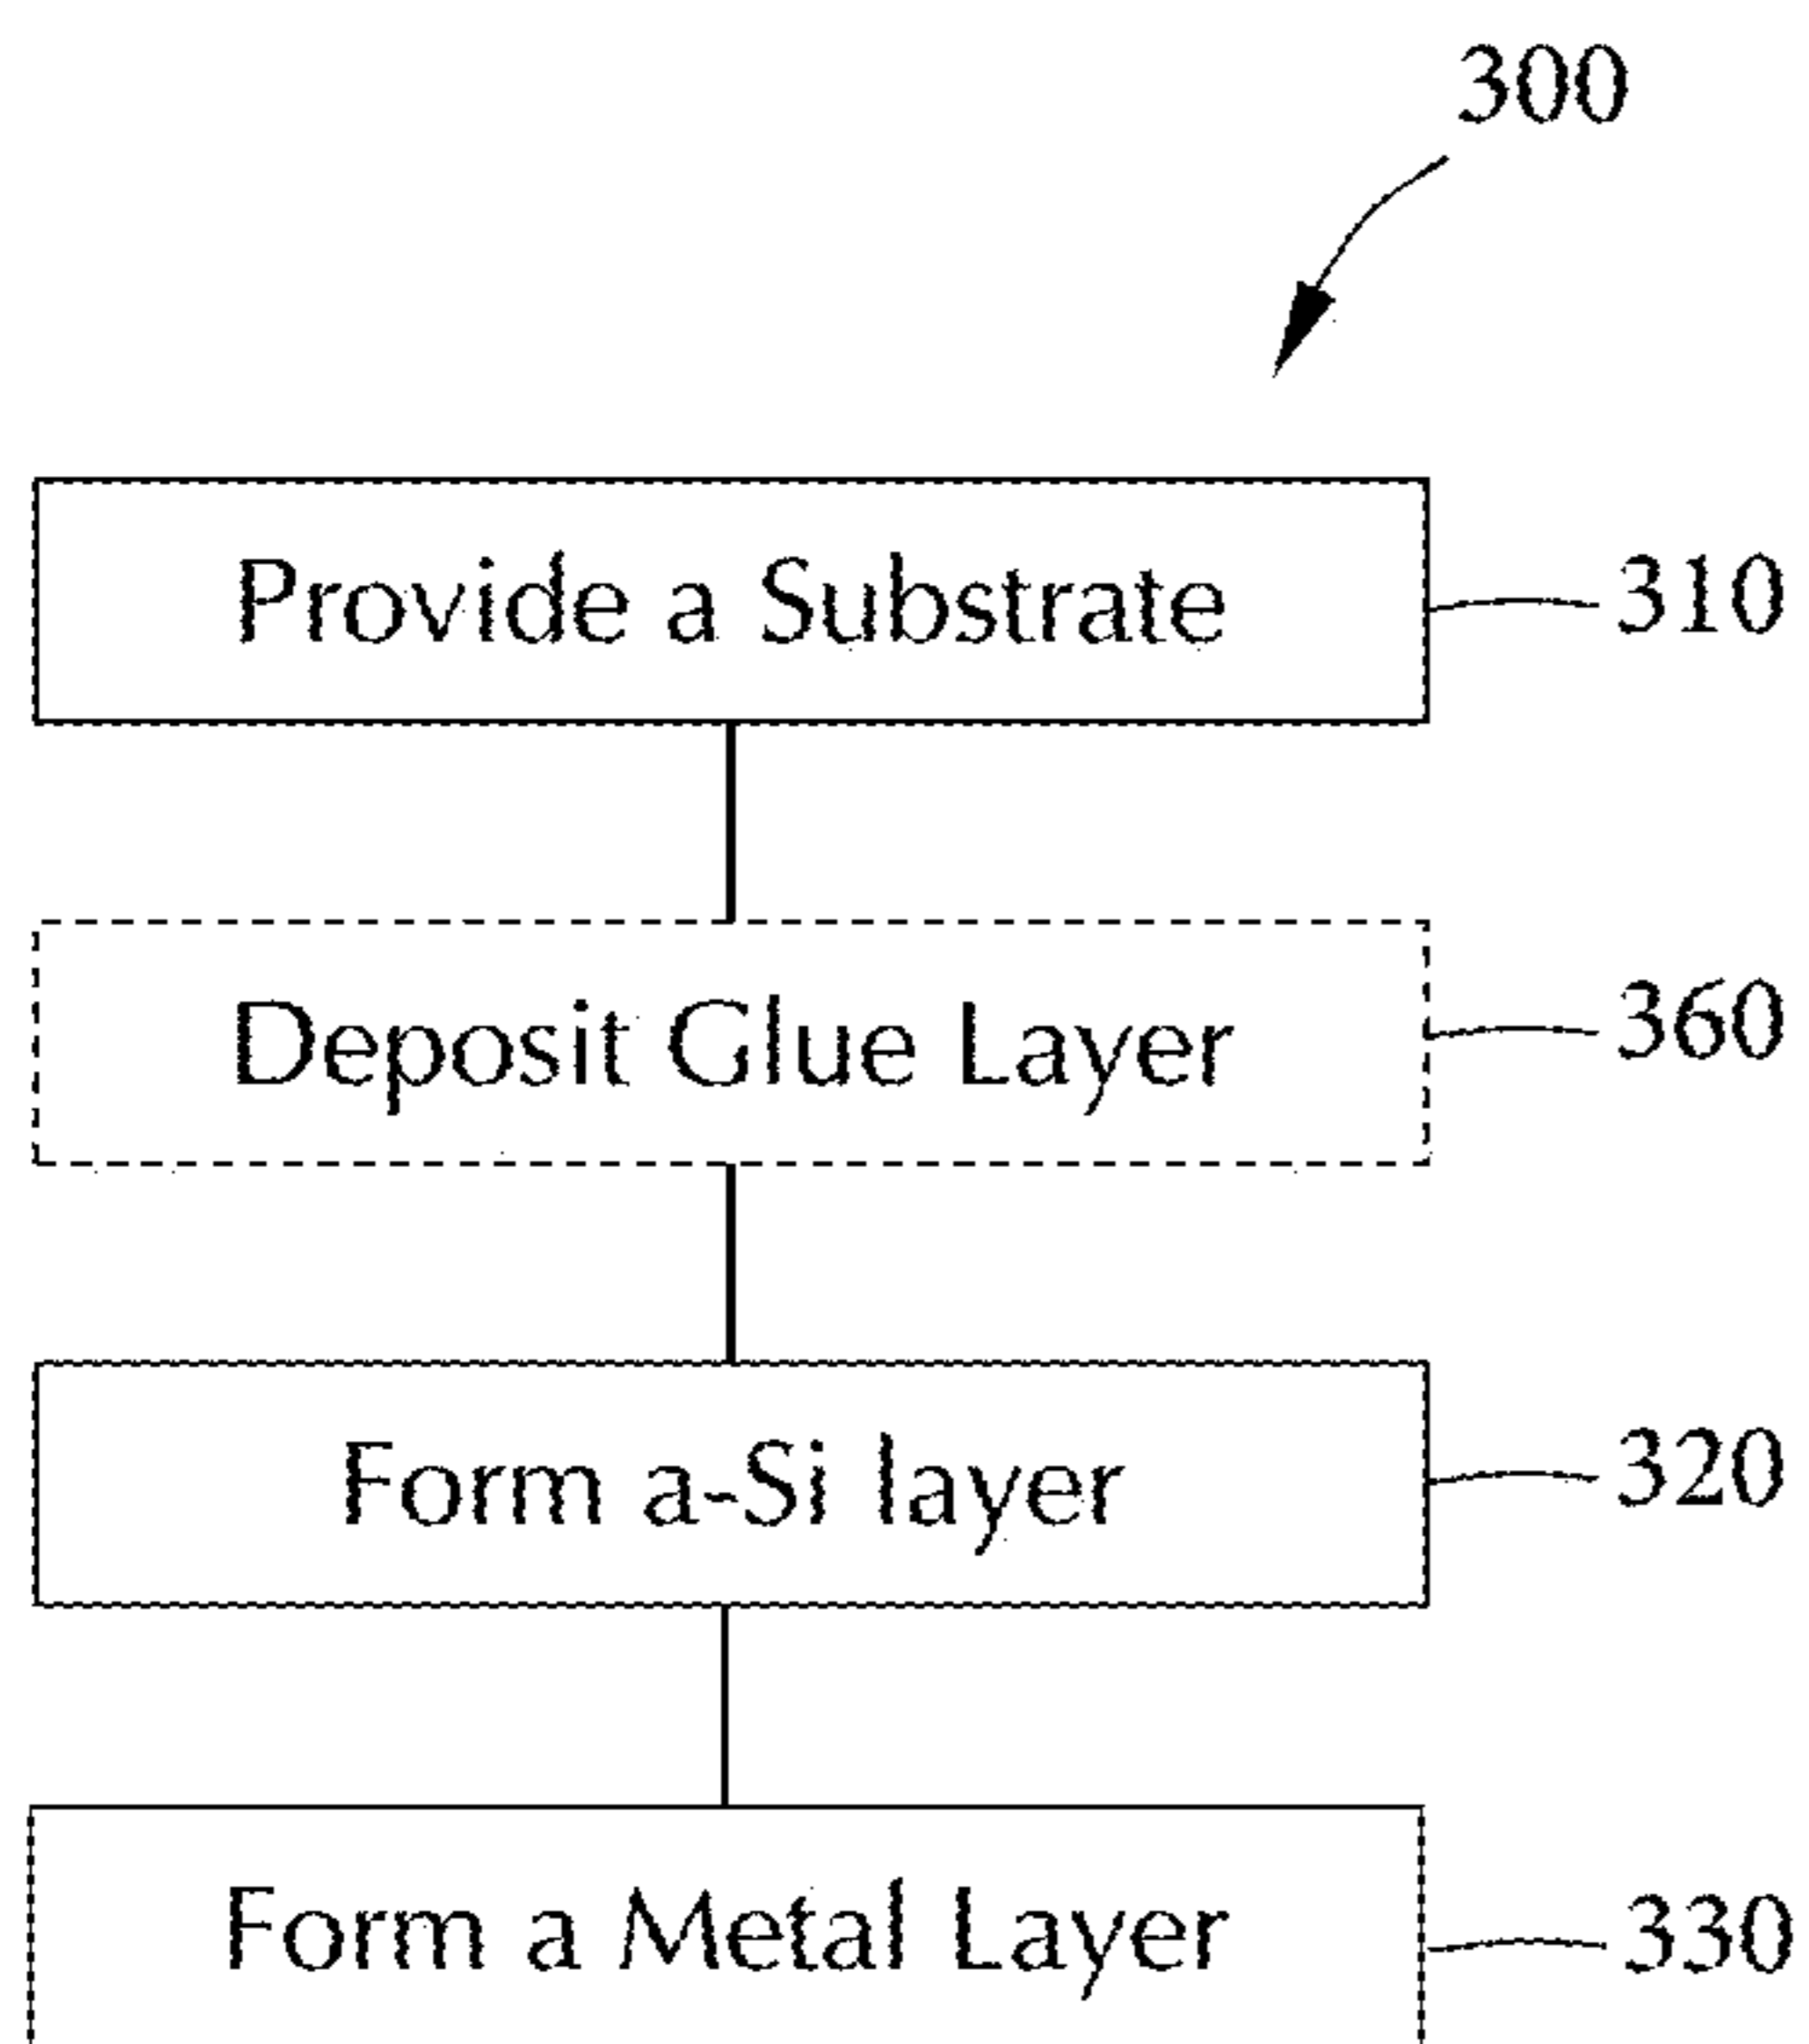 300
Provide a Substrate 310
Deposit Glue Layer 360
Form a-Si layer 320
Form a Metal Layer 330